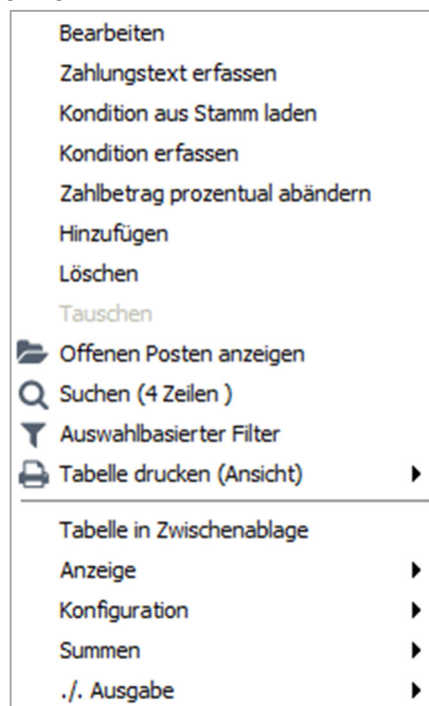 Bearbeiten
Zahlungstext erfassen
Kondition aus Stamm laden
Kondition erfassen
Zahlbetrag prozentual abändern
Hinzufügen
Löschen
Tauschen
Offenen Posten anzeigen
Suchen (4 Zeilen )
Auswahlbasierter Filter
Tabelle drucken (Ansicht)
Tabelle in Zwischenablage
Anzeige
Konfiguration
Summen
./. Ausgabe